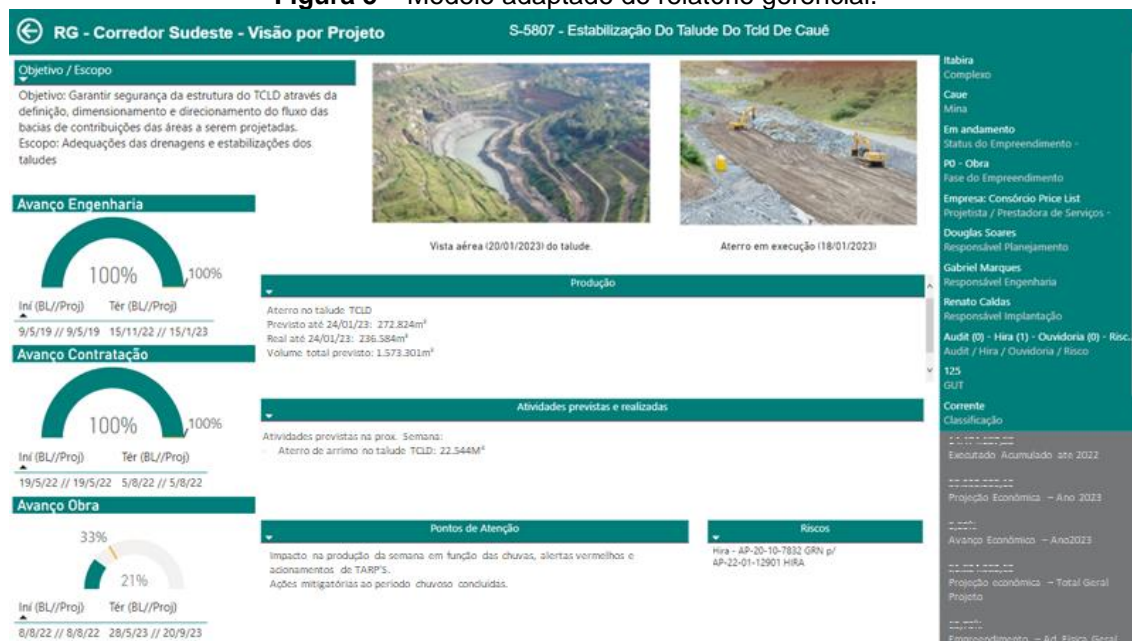 Figura 3 – Modelo adaptado do relatório gerencial.
RG - Corredor Sudeste - Visão por Projeto
S-5807 - Estabilização Do Talude Do Tcld De Cauê
Objetivo / Escopo
Objetivo: Garantir segurança da estrutura do TCLD através da
definição, dimensionamento e direcionamento do fluxo das
bacias de contribuições das áreas a serem projetadas.
Escopo: Adequações das drenagens e estabilizações dos
taludes
Avanço Engenharia
100%
100%
Iní (BL//Proj) Tér (BL//Proj)
9/5/19 // 9/5/19 15/11/22 // 15/1/23
Avanço Contratação
100%
100%
Iní (BL//Proj) Tér (BL//Proj)
19/5/22 // 19/5/22 5/8/22 // 5/8/22
Avanço Obra
33%
21%
Iní (BL//Proj) Tér (BL//Proj)
8/8/22 // 8/8/22 28/5/23 // 20/9/23
Vista aérea (20/01/2023) do talude.
Aterro em execução (18/01/2023)
Produção
Aterro no talude TCLD
Previsto até 24/01/23: 272.824m³
Real até 24/01/23: 236.584m³
Volume total previsto: 1.573.301m³
Atividades previstas e realizadas
Atividades previstas na prox. Semana:
- Aterro de arrimo no talude TCLD: 22.544M³
Pontos de Atenção
Impacto na produção da semana em função das chuvas, alertas vermelhos e
acionamentos de TARP'S.
Ações mitigatórias ao período chuvoso concluídas.
Riscos
Hira - AP-20-10-7832 GRN p/
AP-22-01-12901 HIRA
Itabira
Complexo
Caue
Mina
Em andamento
Status do Empreendimento -
P0 - Obra
Fase do Empreendimento
Empresa: Consórcio Price List
Projetista / Prestadora de Serviços -
Douglas Soares
Responsável Planejamento
Gabriel Marques
Responsável Engenharia
Renato Caldas
Responsável Implantação
Audit (0) - Hira (1) - Ouvidoria (0) - Risc...
Audit / Hira / Ouvidoria / Risco
125
GUT
Corrente
Classificação
Executado Acumulado até 2022
Projeção Econômica – Ano 2023
Avanço Econômico – Ano2023
Projeção econômica – Total Geral
Projeto
Empreendimento – Ad. Física Geral